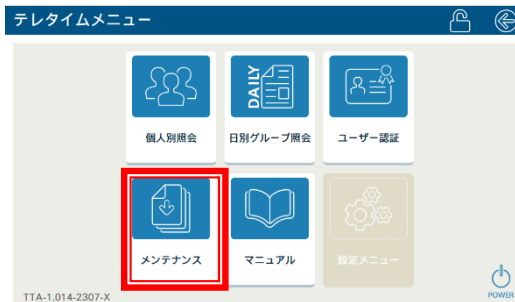 テレタイムメニュー
DAILY
個人別照会 日別グループ照会 ユーザー認証
メンテナンス マニュアル 設定メニュー
TTA-1.014-2307-X
POWER